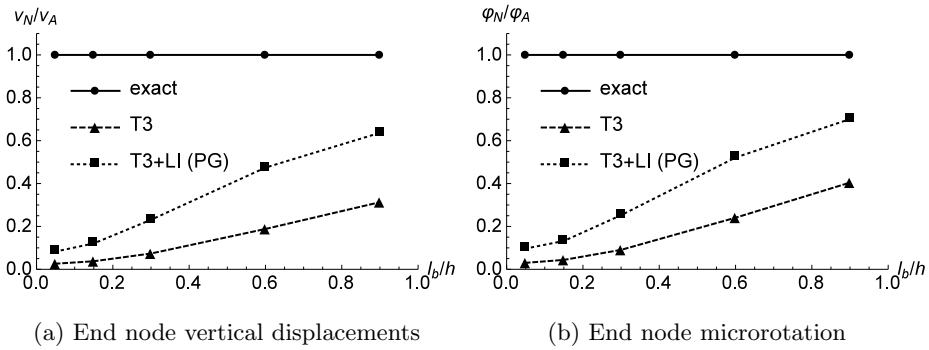 v_N/v_A
1.0
0.8
0.6
0.4
0.2
0.0
exact
T3
T3+LI (PG)
0.0 0.2 0.4 0.6 0.8 1.0
l_b/h
(a) End node vertical displacements
φ_N/φ_A
1.0
0.8
0.6
0.4
0.2
0.0
exact
T3
T3+LI (PG)
0.0 0.2 0.4 0.6 0.8 1.0
l_b/h
(b) End node microrotation